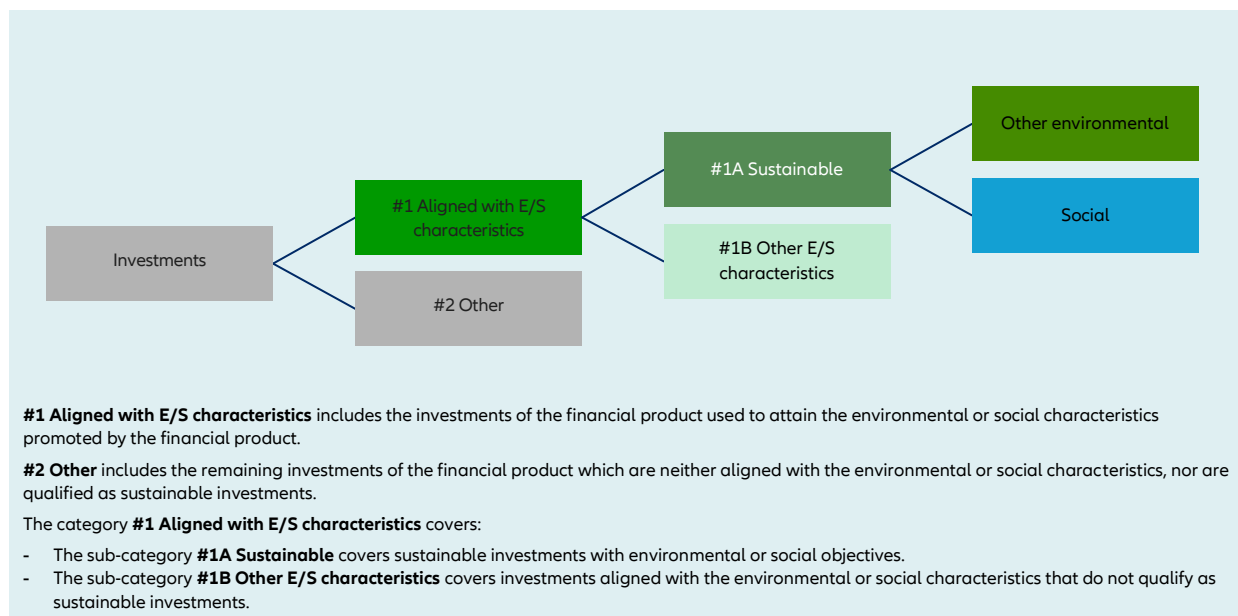 Other environmental
#1A Sustainable
#1 Aligned with E/S
characteristics
Social
#1B Other E/S
characteristics
Investments
#2 Other
#1 Aligned with E/S characteristics includes the investments of the financial product used to attain the environmental or social characteristics
promoted by the financial product.
#2 Other includes the remaining investments of the financial product which are neither aligned with the environmental or social characteristics, nor are
qualified as sustainable investments.
The category #1 Aligned with E/S characteristics covers:
- The sub-category #1A Sustainable covers sustainable investments with environmental or social objectives.
- The sub-category #1B Other E/S characteristics covers investments aligned with the environmental or social characteristics that do not qualify as
sustainable investments.